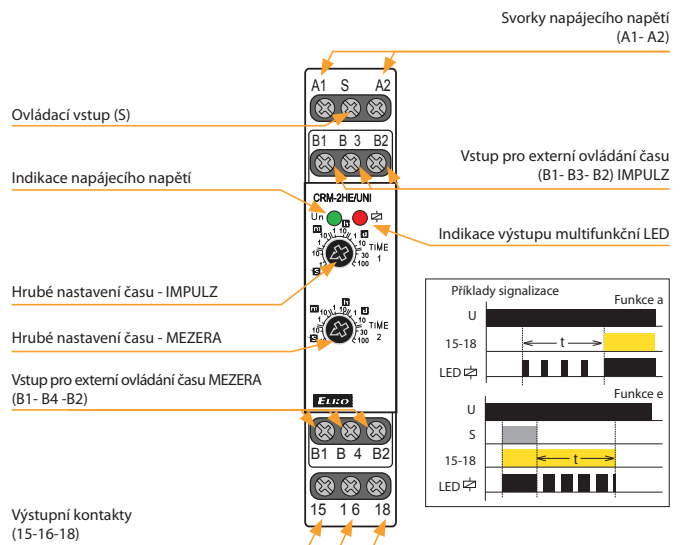 Svorky napájecího napětí
(A1- A2)
A1 S A2
Ovládací vstup (S)
B1 B 3 B2
Vstup pro externí ovládání času
(B1- B3- B2) IMPULZ
Indikace napájecího napětí
CRM-2HE/UNI
Un
Indikace výstupu multifunkční LED
TIME
1
Hrubé nastavení času - IMPULZ
Hrubé nastavení času - MEZERA
TIME
2
Vstup pro externí ovládání času MEZERA
(B1- B4 -B2)
ELKO
B1 B 4 B2
15 1 6 18
Výstupní kontakty
(15-16-18)
Příklady signalizace
Funkce a
U
15-18
t
LED
Funkce e
U
S
15-18
t
LED